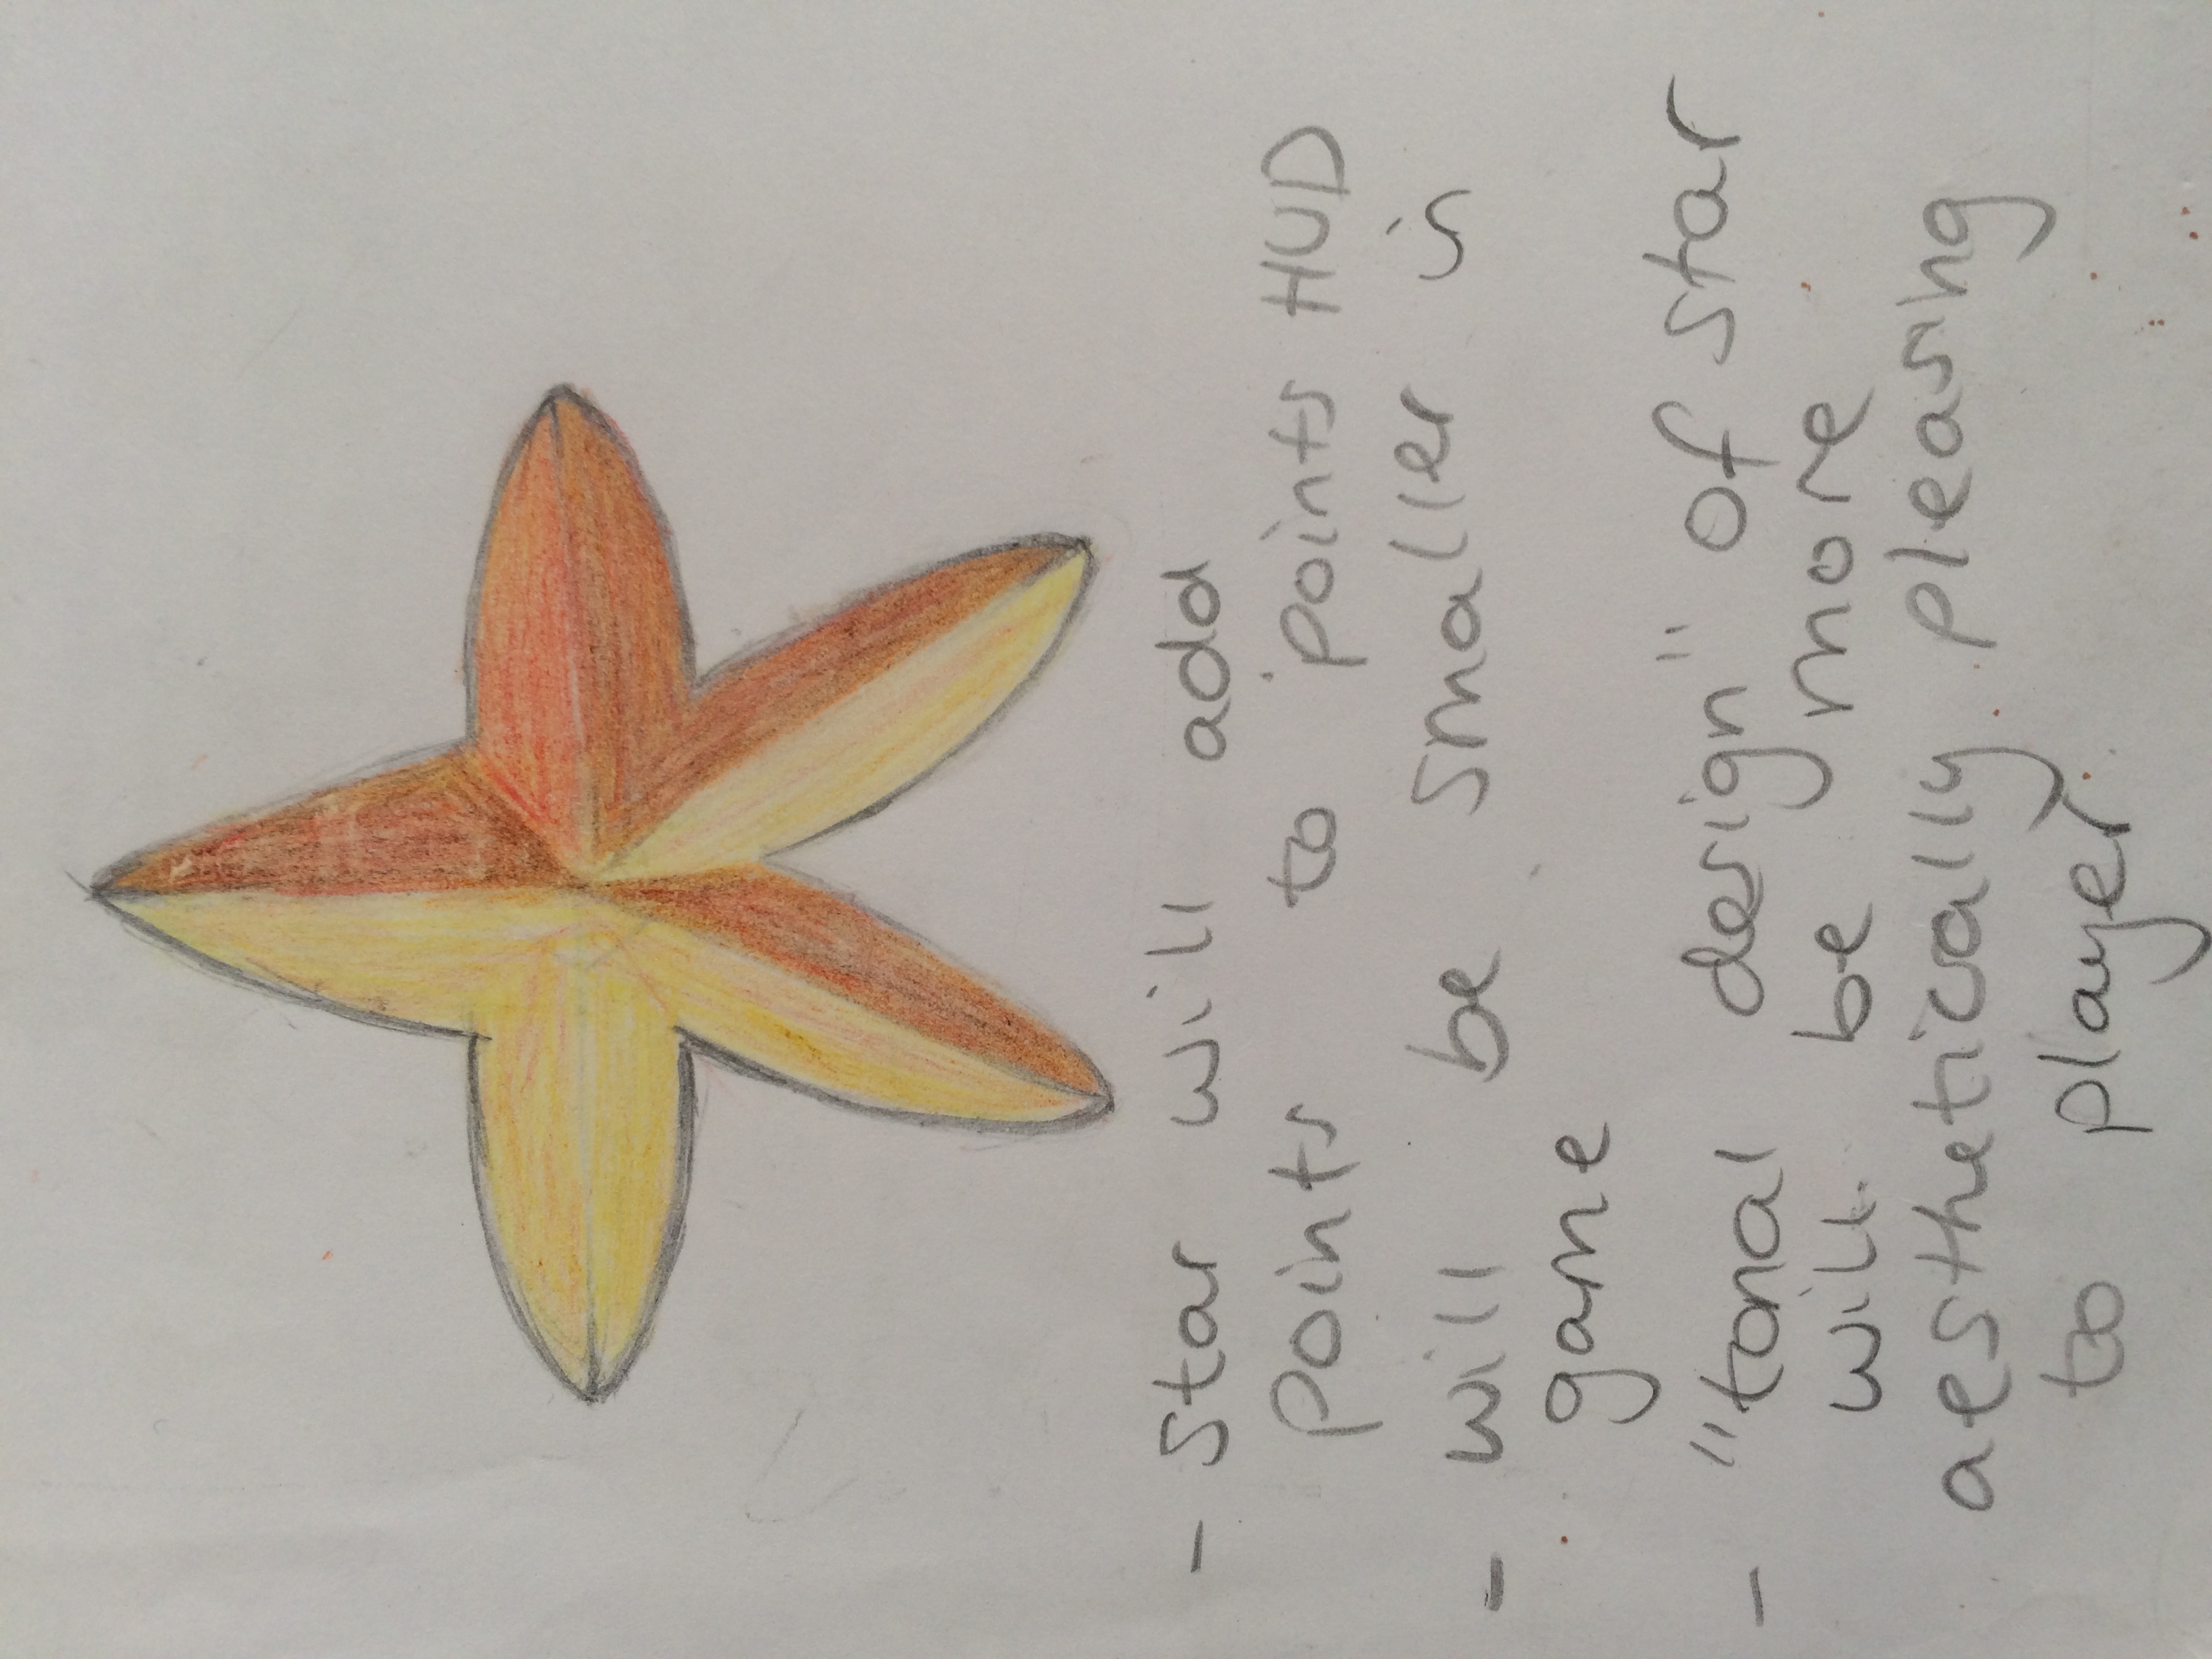 - star will add
points to points HUD
- will be smaller in
game
- "tonal design" of star
will be more
aesthetically pleasing
to player